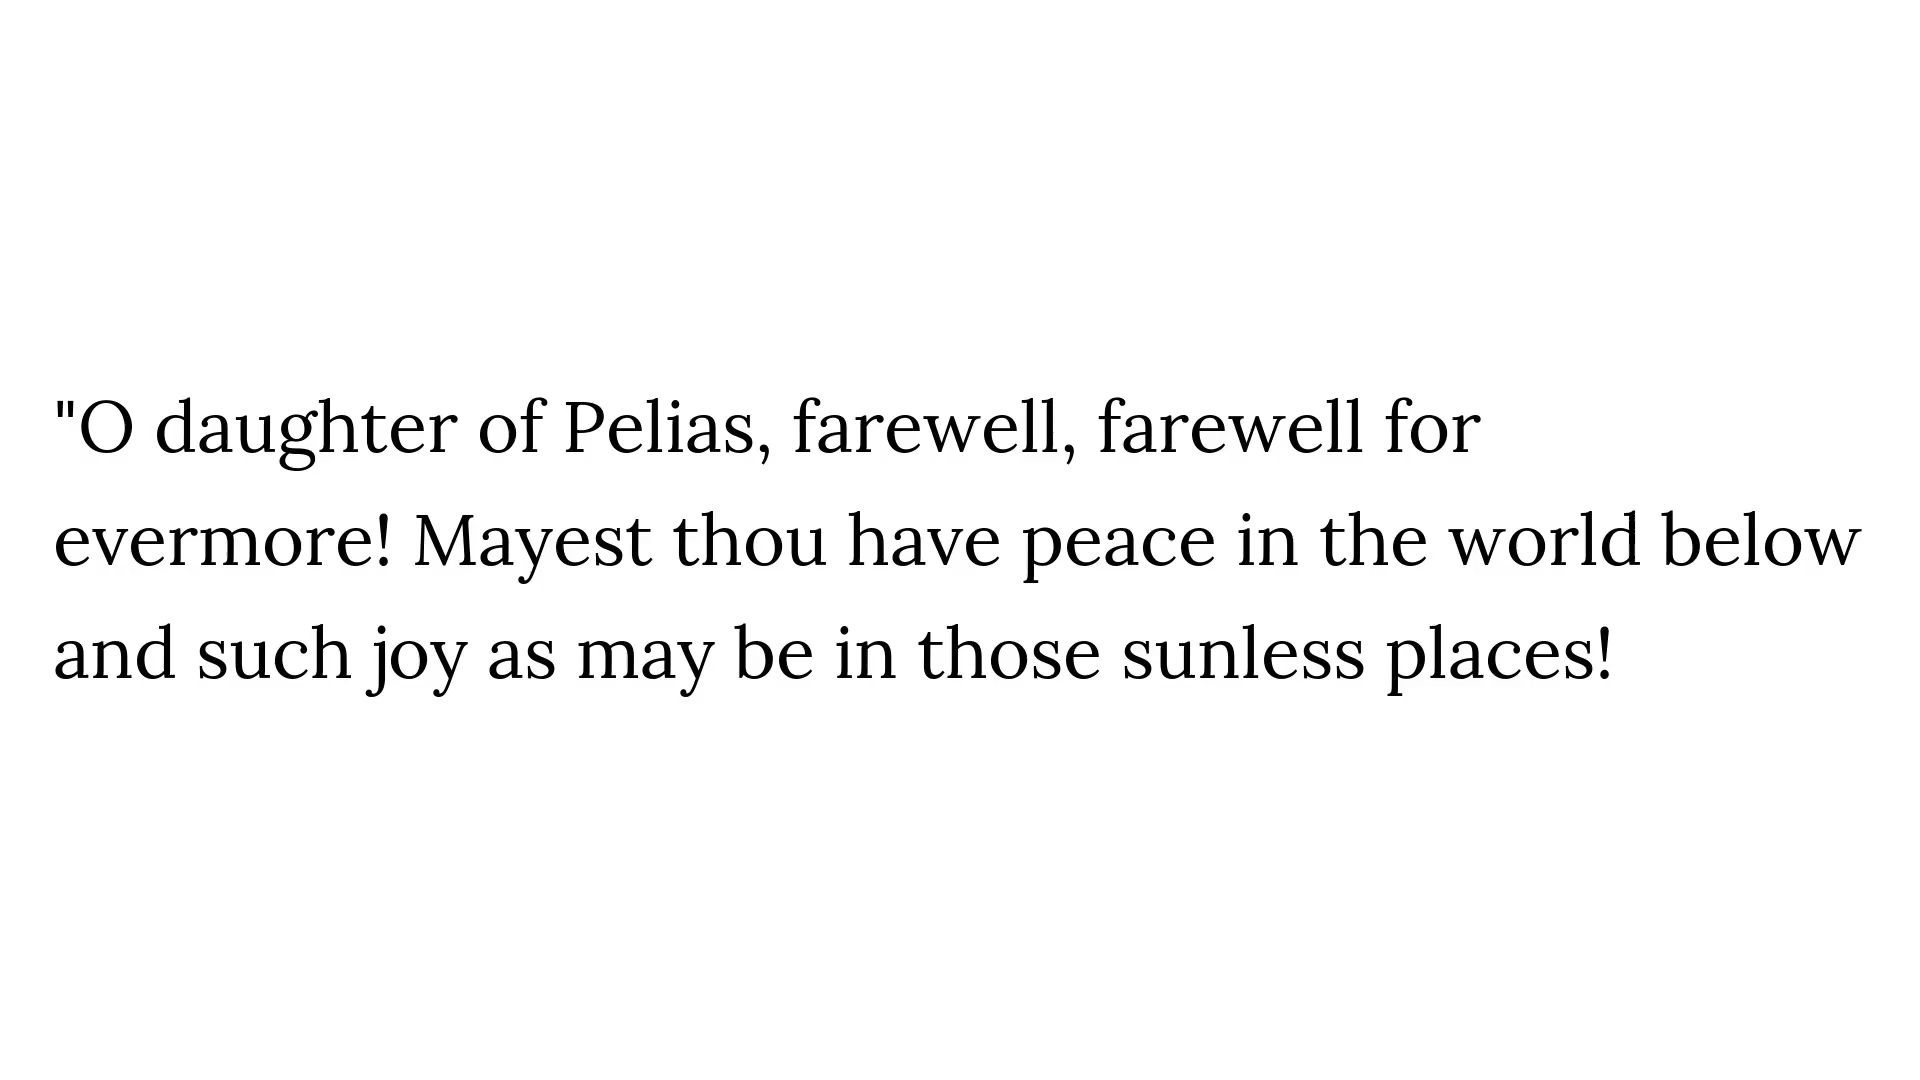 "O daughter of Pelias, farewell, farewell for
evermore! Mayest thou have peace in the world below
and such joy as may be in those sunless places!